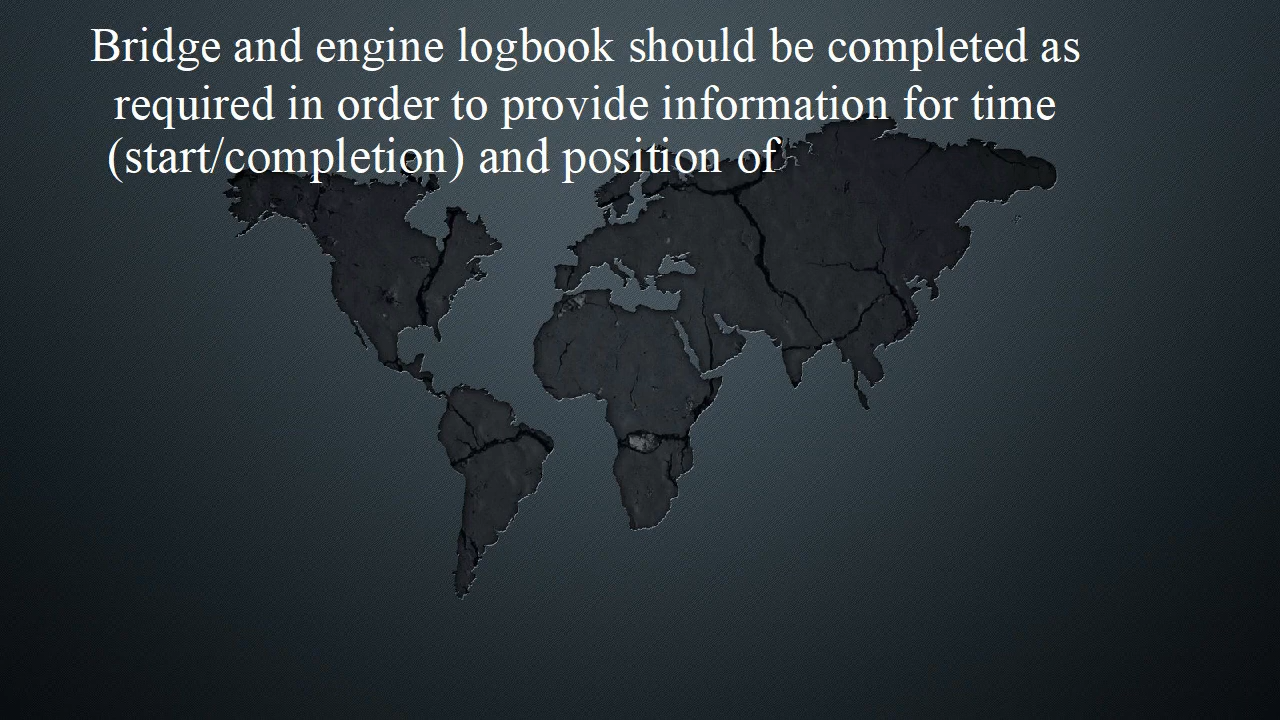 Bridge and engine logbook should be completed as
required in order to provide information for time
(start/completion) and position of